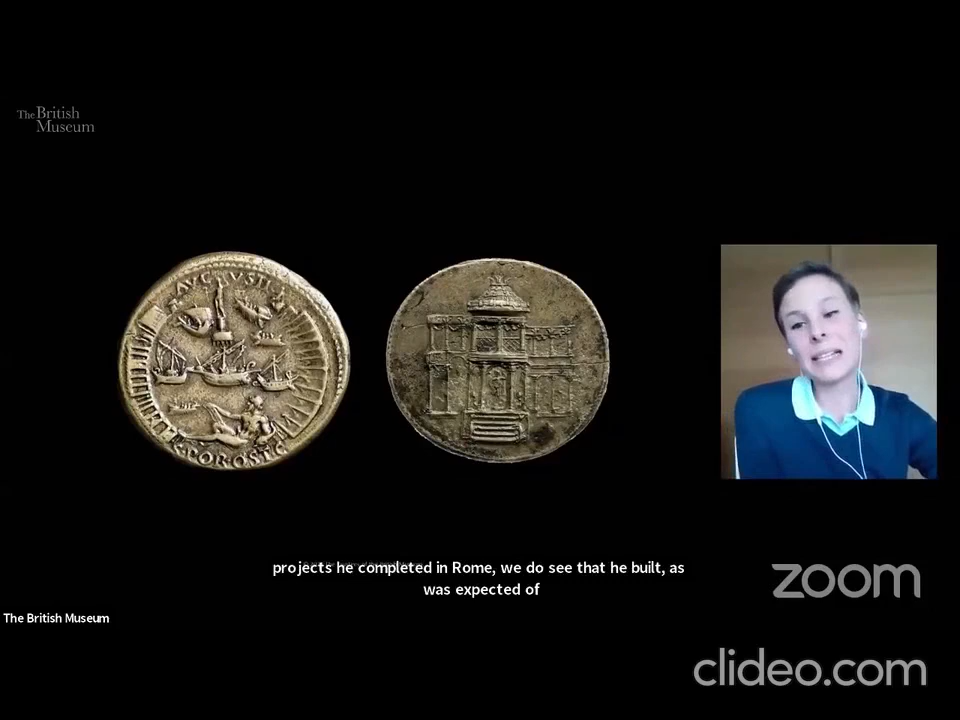 The British
Museum
AVGVSTI
POR·OST·C
projects he completed in Rome, we do see that he built, as
was expected of
The British Museum
zoom
clideo.com